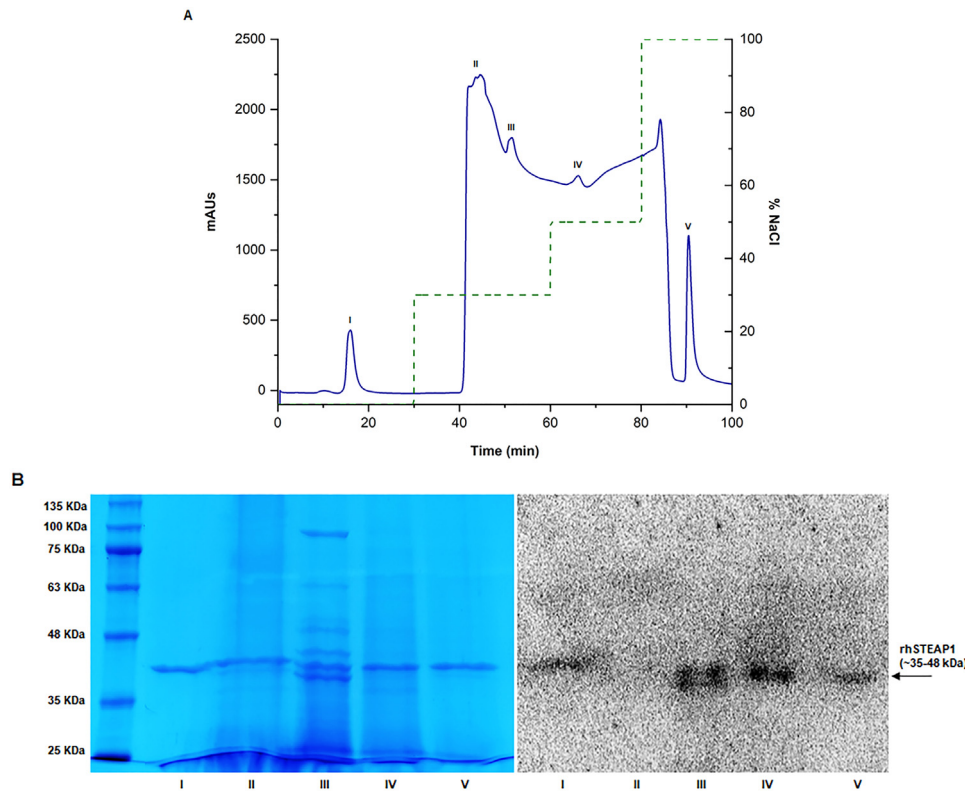 A
2500
2000
1500
1000
500
0
mAUs
I
II
III
IV
V
100
80
60
40
20
0
% NaCl
0 20 40 60 80 100
Time (min)
B
135 KDa
100 KDa
75 KDa
63 KDa
48 KDa
35 KDa
25 KDa
rhSTEAP1
(~35-48 kDa)
I II III IV V I II III IV V